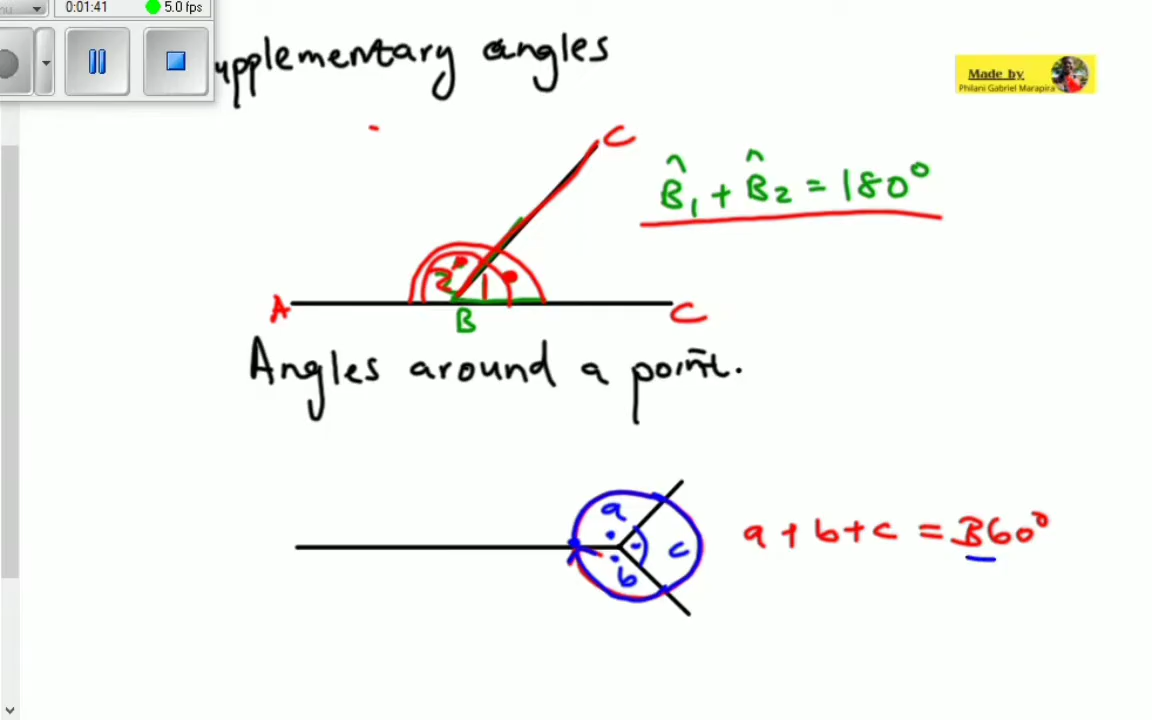 0:01:41 5.0 fps
upplementary angles
Made by
Philani Gabriel Marapira
C
B̂₁ + B̂₂ = 180°
2 1
A B C
Angles around a point.
a
c
b
a + b + c = 360°